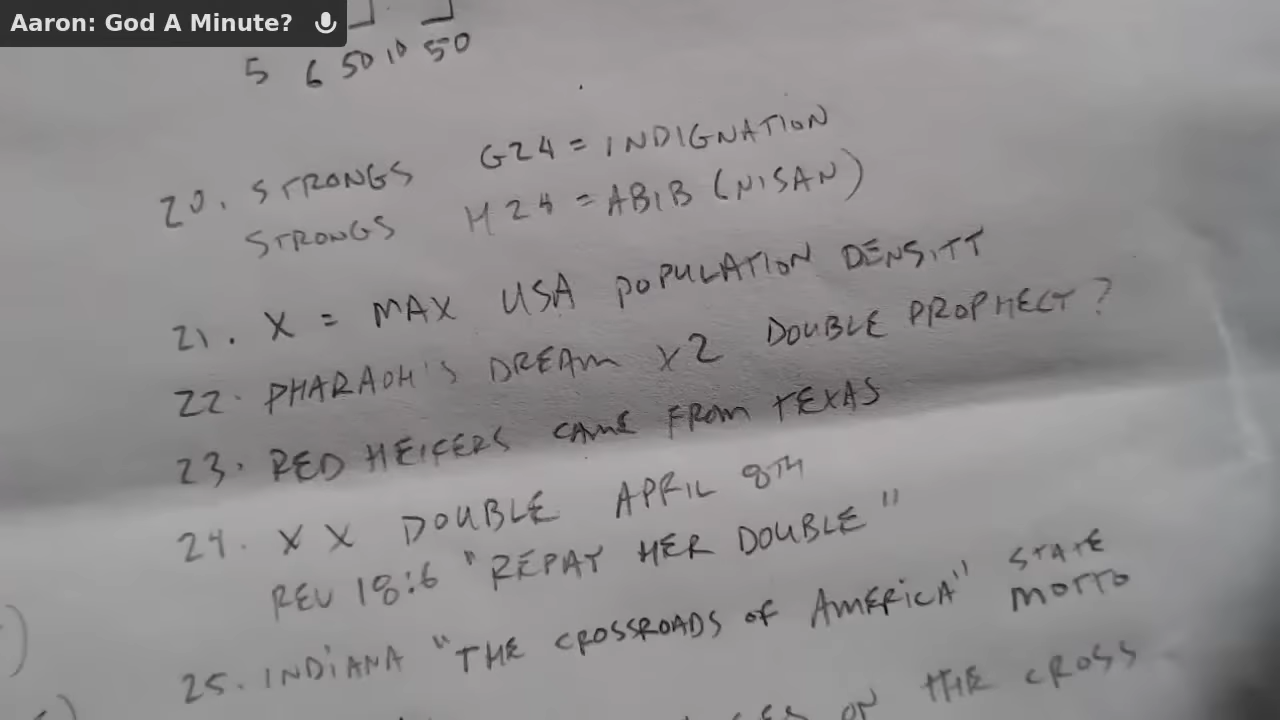 Aaron: God A Minute?
5 6 50 10 50
20. STRONGS G24 = INDIGNATION
STRONGS H24 = ABIB (NISAN)
21. X = MAX USA POPULATION DENSITY
22. PHARAOH'S DREAM X2 DOUBLE PROPHECY?
23. RED HEIFERS CAME FROM TEXAS
24. XX DOUBLE APRIL 8TH
REV 18:6 "REPAY HER DOUBLE"
25. INDIANA "THE CROSSROADS OF AMERICA" STATE MOTTO
ON THE CROSS